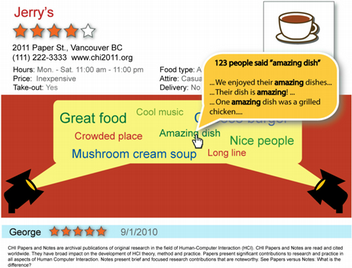 Jerry's
2011 Paper St., Vancouver BC
(111) 222-3333 www.chi2011.org
Hours: Mon. - Sat. 11:00 am - 11:00 pm
Price: Inexpensive
Take-out: Yes
Food type: A
Attire: Casua
Delivery: No
123 people said "amazing dish"
...We enjoyed their amazing dishes...
...Their dish is amazing! ...
...One amazing dish was a grilled
chicken....
Great food
Cool music
Crowded place
Amazing dish
Nice people
Mushroom cream soup
Long line
George 9/1/2010
CHI Papers and Notes are archival publications of original research in the field of Human-Computer Interaction (HCI). CHI Papers and Notes are read and cited
worldwide. They have broad impact on the development of HCI theory, method and practice. Papers present significant contributions to research and practice in
all aspects of Human Computer Interaction. Notes present brief and focused research contributions that are noteworthy. See Papers versus Notes: What is the
difference?